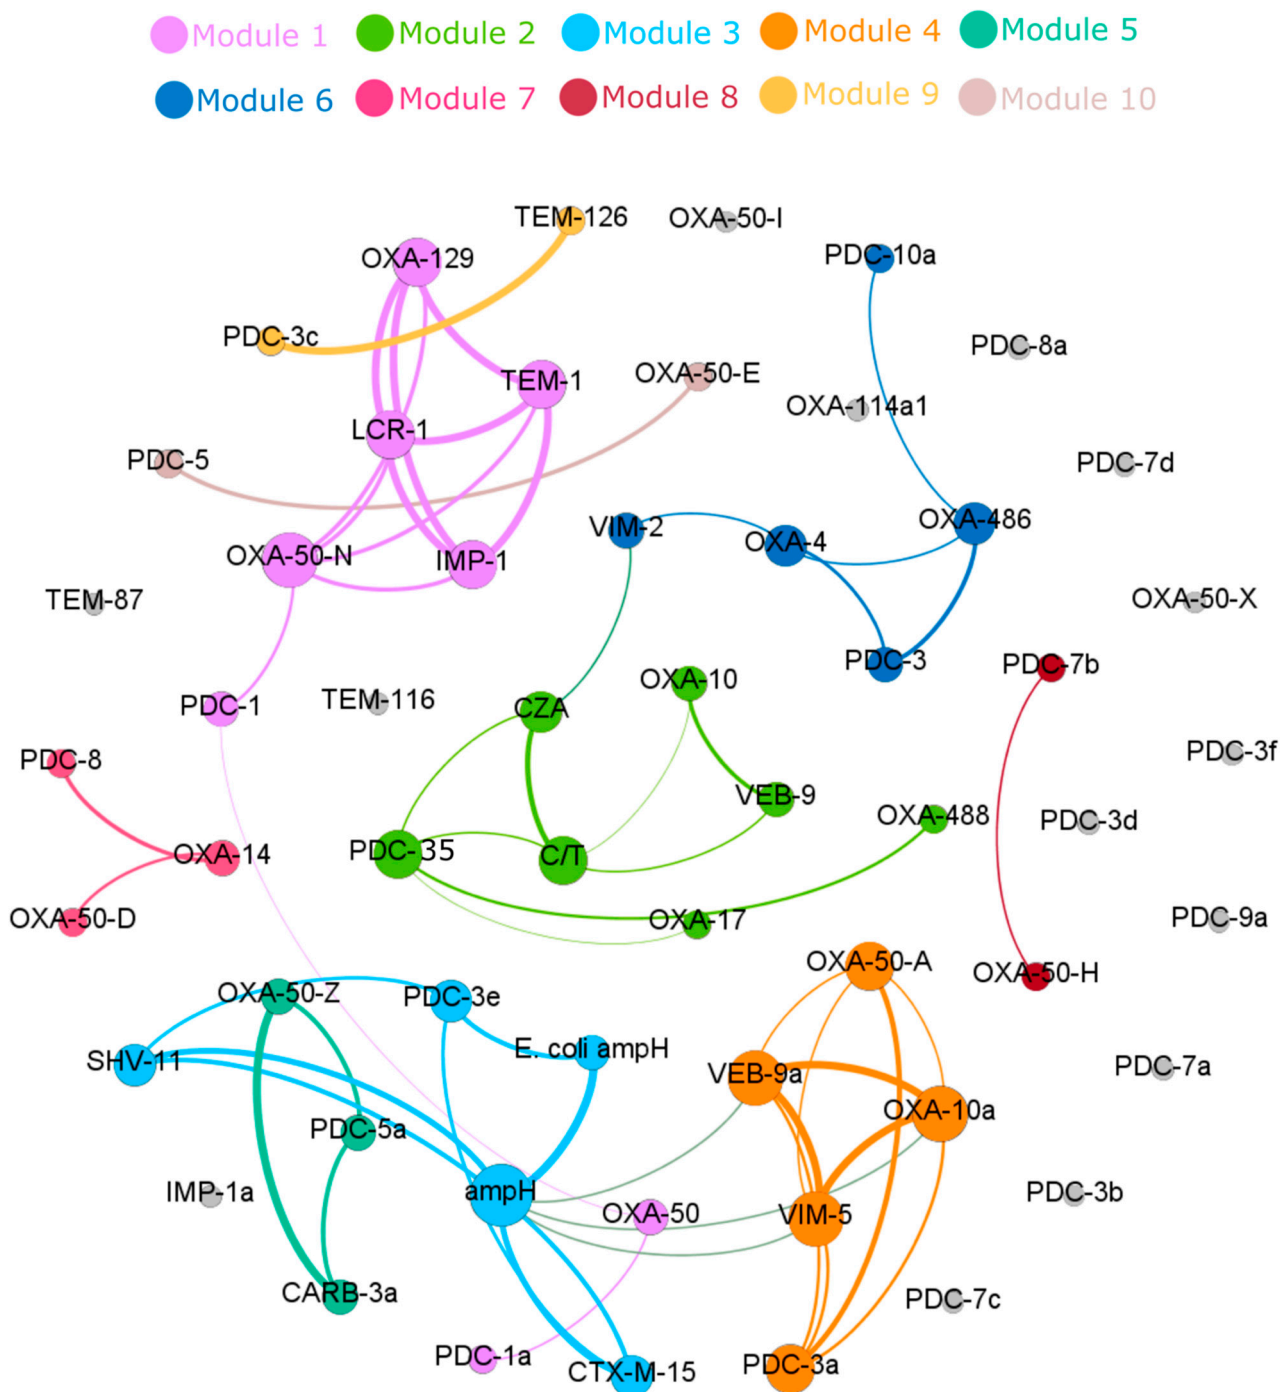 Module 1 Module 2 Module 3 Module 4 Module 5
Module 6 Module 7 Module 8 Module 9 Module 10
TEM-126
OXA-50-I
OXA-129
PDC-10a
PDC-3c
PDC-8a
TEM-1
OXA-50-E
OXA-114a1
LCR-1
PDC-5
PDC-7d
VIM-2
OXA-4
OXA-486
OXA-50-N
IMP-1
TEM-87
OXA-50-X
PDC-3
PDC-7b
OXA-10
PDC-1
TEM-116
CZA
PDC-8
PDC-3f
VEB-9
OXA-488
PDC-3d
OXA-14
PDC-35
C/T
OXA-50-D
OXA-17
PDC-9a
OXA-50-A
OXA-50-H
OXA-50-Z
PDC-3e
SHV-11
E. coli ampH
VEB-9a
PDC-7a
OXA-10a
PDC-5a
IMP-1a
ampH
OXA-50
VIM-5
PDC-3b
CARB-3a
PDC-7c
PDC-1a
CTX-M-15
PDC-3a